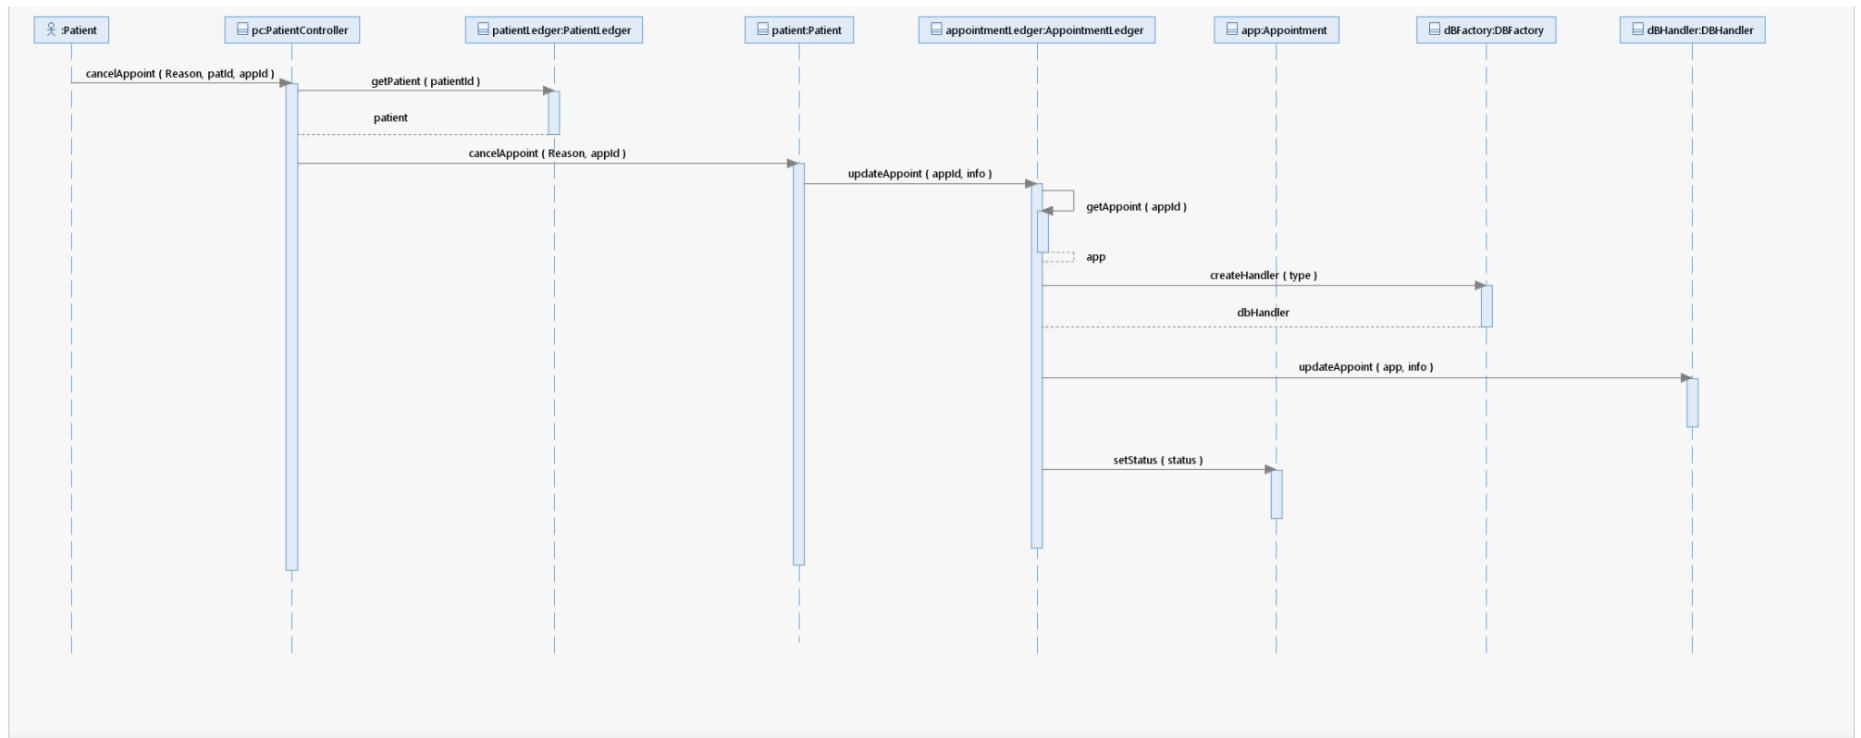 :Patient
pc:PatientController
patientLedger:PatientLedger
patient:Patient
appointmentLedger:AppointmentLedger
app:Appointment
dBFactory:DBFactory
dBHandler:DBHandler
cancelAppoint ( Reason, patId, appId )
getPatient ( patientId )
patient
cancelAppoint ( Reason, appId )
updateAppoint ( appId, info )
getAppoint ( appId )
app
createHandler ( type )
dbHandler
updateAppoint ( app, info )
setStatus ( status )